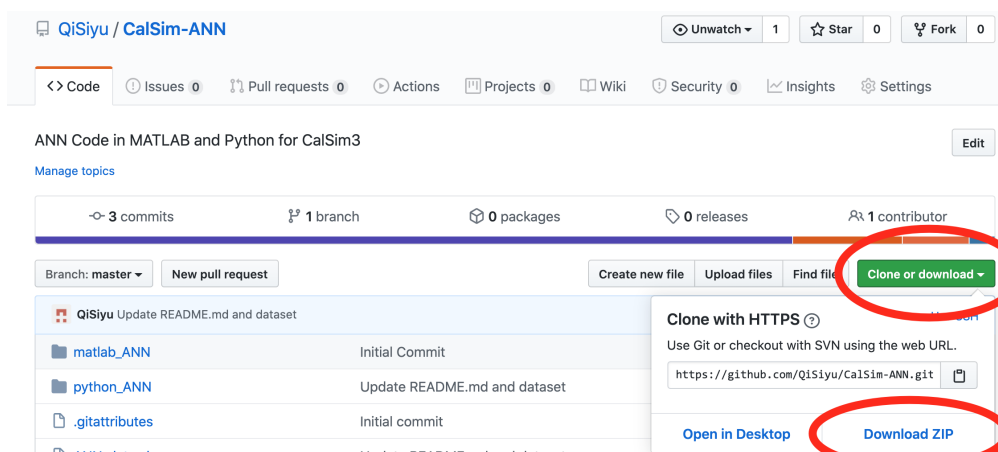 QiSiyu / CalSim-ANN
Unwatch 1 Star 0 Fork 0
Code Issues 0 Pull requests 0 Actions Projects 0 Wiki Security 0 Insights Settings
ANN Code in MATLAB and Python for CalSim3
Edit
Manage topics
3 commits 1 branch 0 packages 0 releases 1 contributor
Branch: master New pull request Create new file Upload files Find file Clone or download
QiSiyu Update README.md and dataset
Clone with HTTPS
Use Git or checkout with SVN using the web URL.
https://github.com/QiSiyu/CalSim-ANN.git
Open in Desktop Download ZIP
matlab_ANN Initial Commit
python_ANN Update README.md and dataset
.gitattributes Initial commit